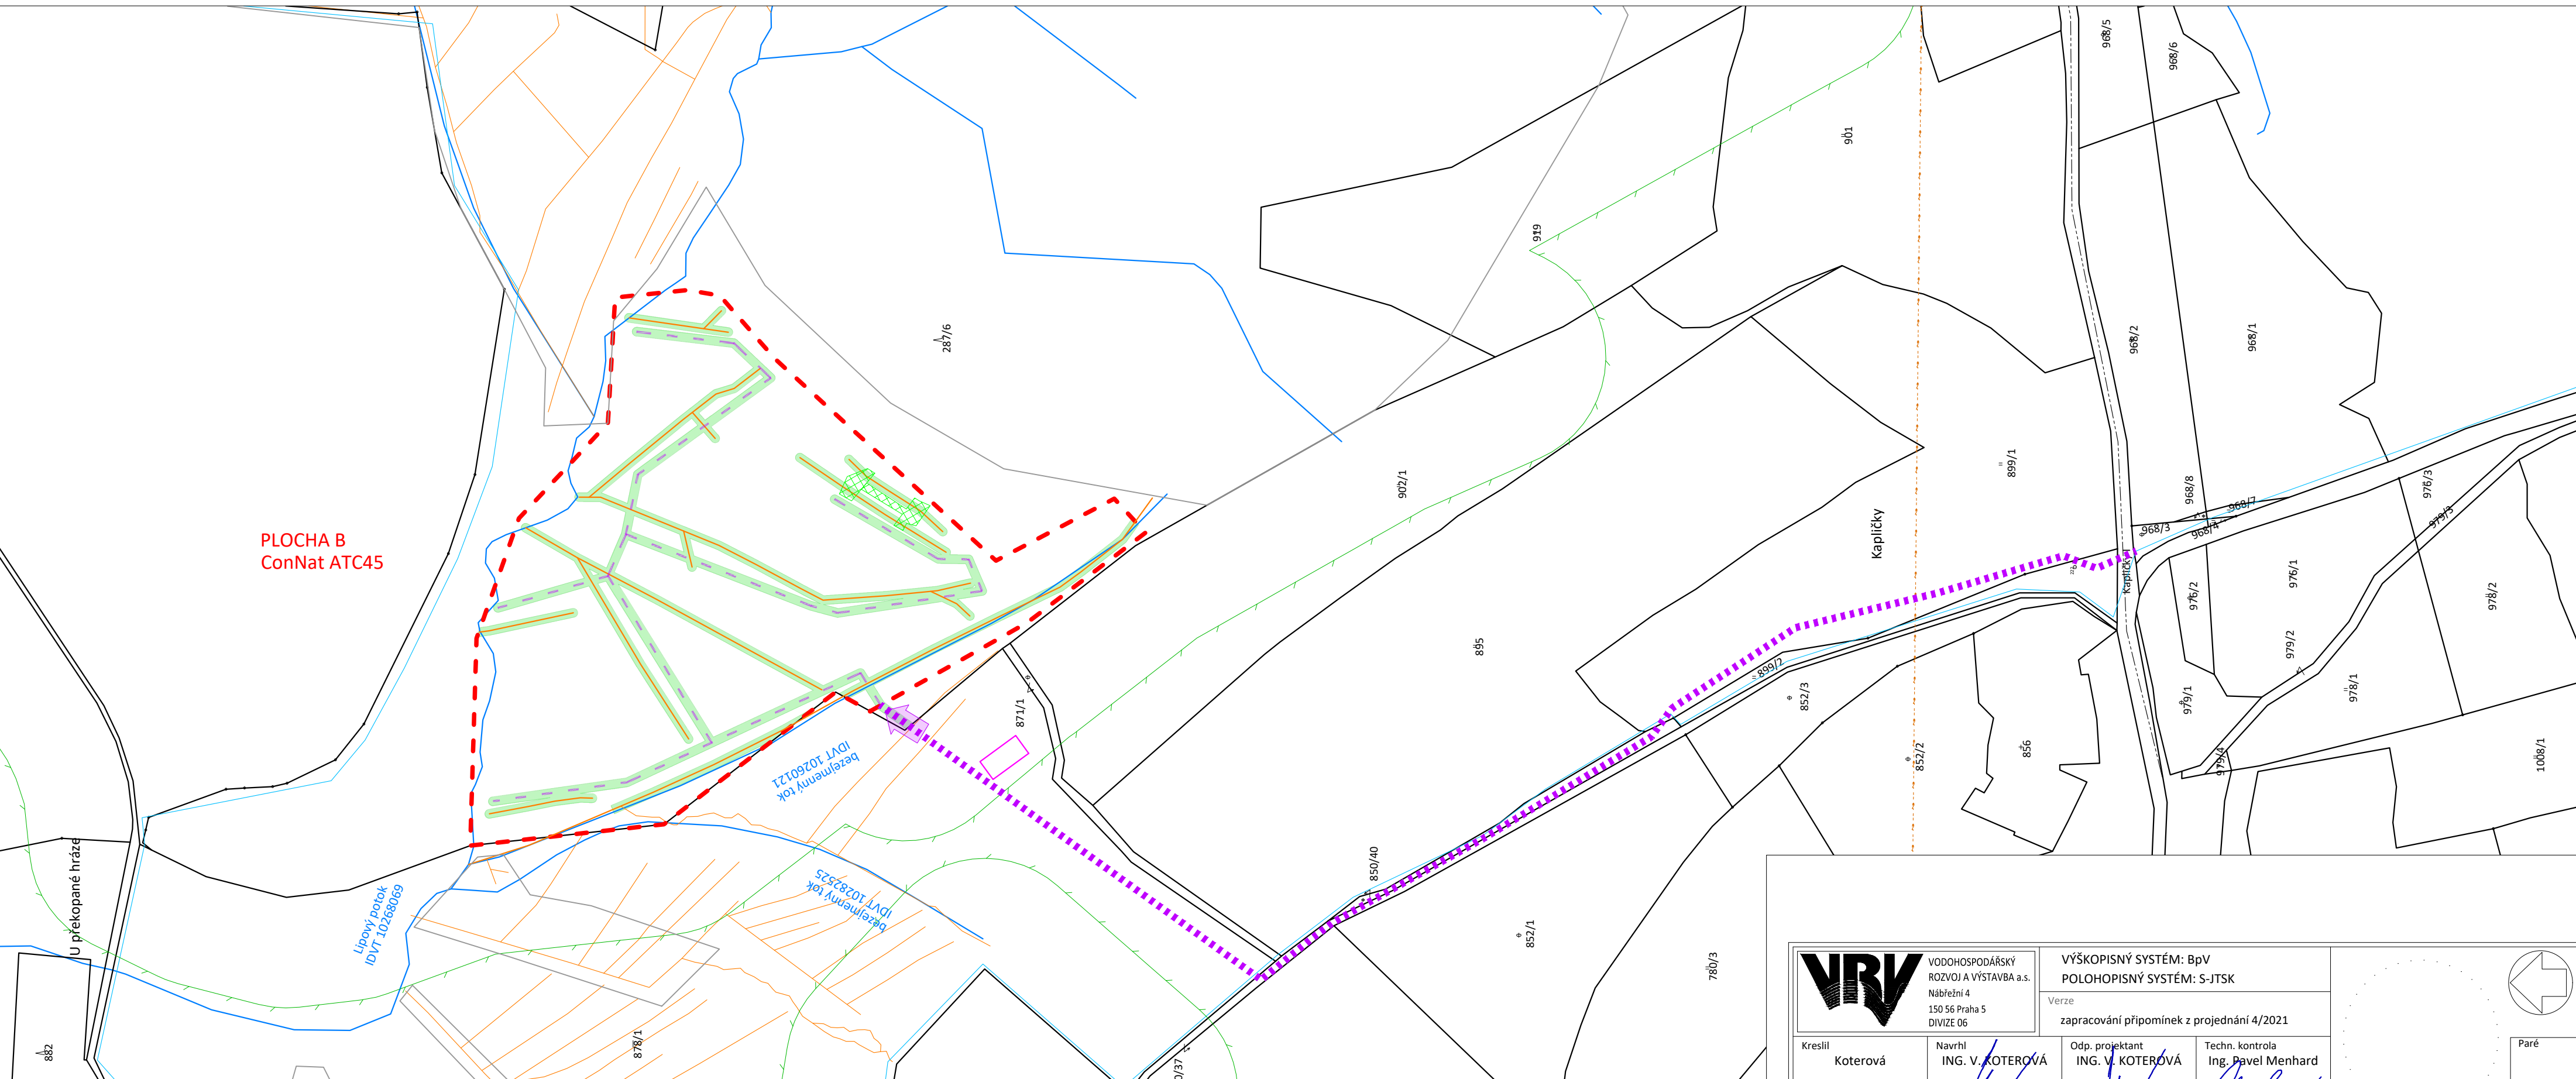 968/5
968/6
901
919
287/6
968/2
968/1
PLOCHA B
ConNat ATC45
902/1
899/1
Kapličky
968/8
968/7
968/3
968/4
976/3
979/3
Kapličky I
976/1
976/2
978/2
895
899/2
852/3
979/2
979/1
978/1
871/1
852/2
856
979/4
1008/1
bezejmenný tok
IDVT 10260121
850/40
bezejmenný tok
IDVT 10282525
U překopané hráze
Lipový potok
IDVT 10268069
852/1
780/3
882
878/1
0/37
VRV
VODOHOSPODÁŘSKÝ
ROZVOJ A VÝSTAVBA a.s.
Nábřežní 4
150 56 Praha 5
DIVIZE 06
VÝŠKOPISNÝ SYSTÉM: BpV
POLOHOPISNÝ SYSTÉM: S-JTSK
Verze
zapracování připomínek z projednání 4/2021
Kreslil
Koterová
Navrhl
ING. V. KOTEROVÁ
Odp. projektant
ING. V. KOTEROVÁ
Techn. kontrola
Ing. Pavel Menhard
Paré